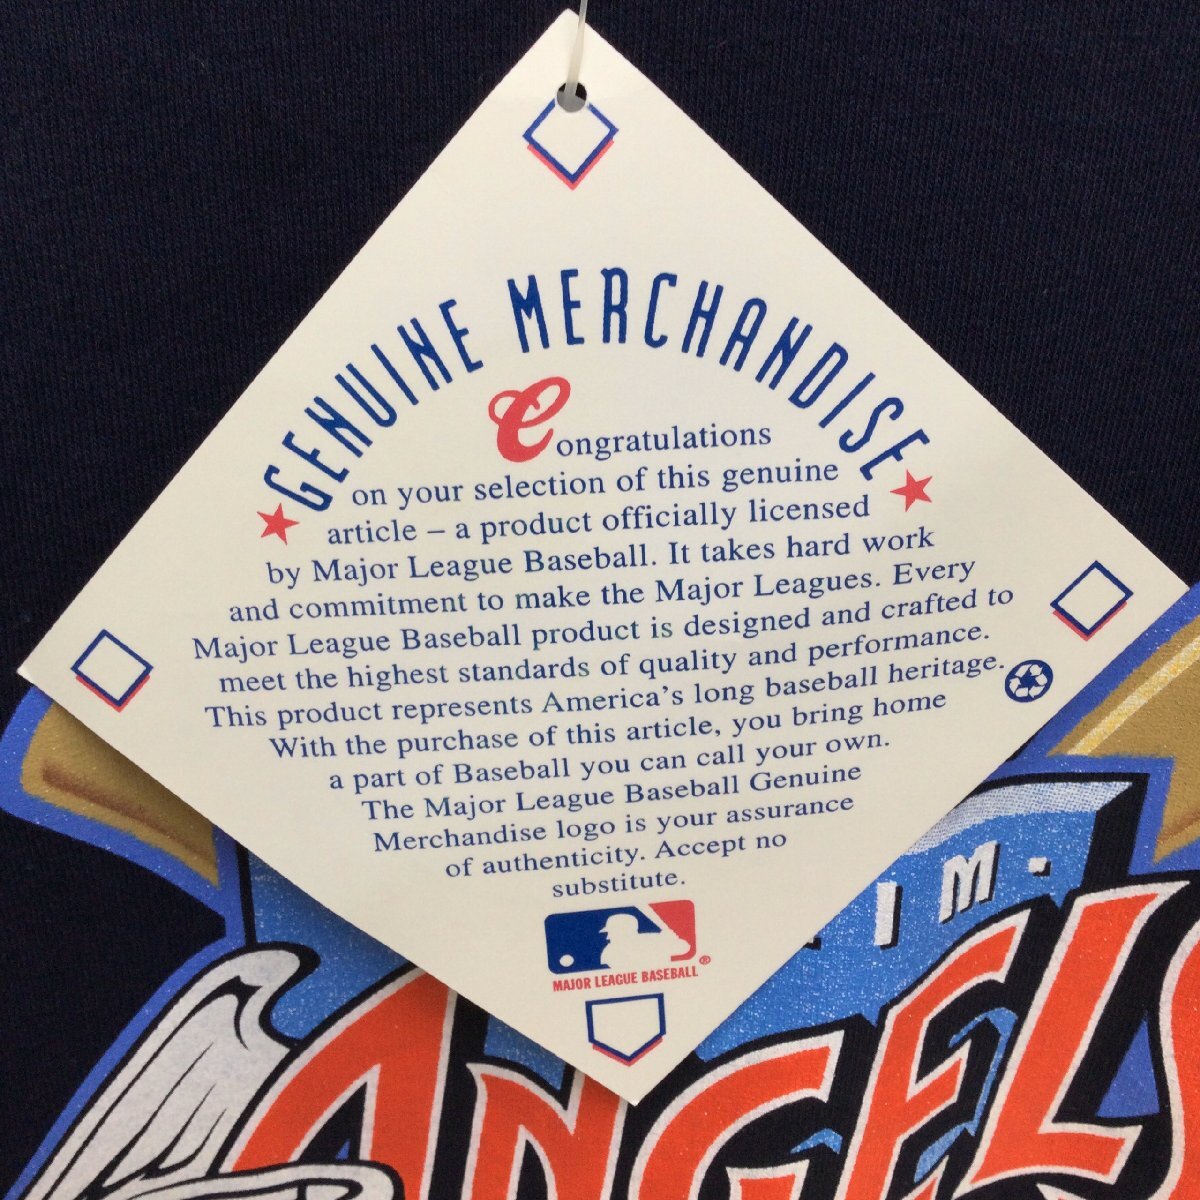 GENUINE MERCHANDISE
Congratulations
on your selection of this genuine
article – a product officially licensed
by Major League Baseball. It takes hard work
and commitment to make the Major Leagues. Every
Major League Baseball product is designed and crafted to
meet the highest standards of quality and performance.
This product represents America's long baseball heritage.
With the purchase of this article, you bring home
a part of Baseball you can call your own.
The Major League Baseball Genuine
Merchandise logo is your assurance
of authenticity. Accept no
substitute.
MAJOR LEAGUE BASEBALL®
IM
ANGELS